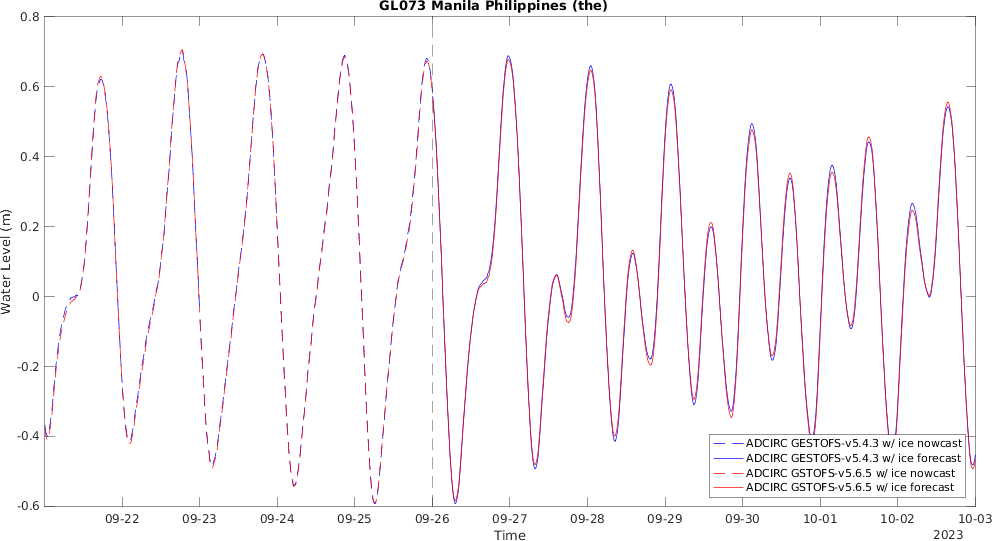 GL073 Manila Philippines (the)
0.8
0.6
0.4
0.2
0
-0.2
-0.4
-0.6
Water Level (m)
ADCIRC GESTOFS-v5.4.3 w/ ice nowcast
ADCIRC GESTOFS-v5.4.3 w/ ice forecast
ADCIRC GSTOFS-v5.6.5 w/ ice nowcast
ADCIRC GSTOFS-v5.6.5 w/ ice forecast
09-22 09-23 09-24 09-25 09-26 09-27 09-28 09-29 09-30 10-01 10-02 10-03
Time
2023